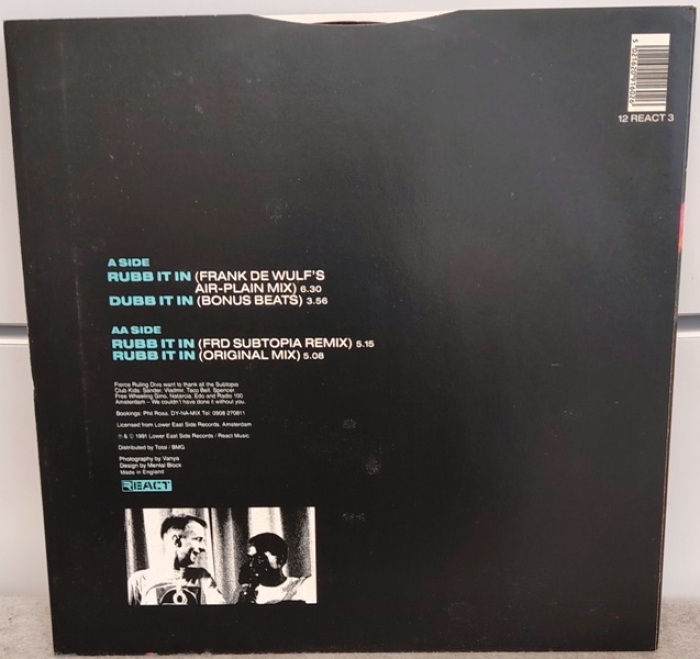 5 021620 915026
12 REACT 3
A SIDE
RUBB IT IN (FRANK DE WULF'S
AIR-PLAIN MIX) 6.30
DUBB IT IN (BONUS BEATS) 3.56
AA SIDE
RUBB IT IN (FRD SUBTOPIA REMIX) 5.15
RUBB IT IN (ORIGINAL MIX) 5.08
Fierce Ruling Diva want to thank all the Subtopia
Club Kids: Sander, Vladimir, Taco Bell, Spencer,
Free Wheeling Gino, Natarcia, Edo and Radio 100
Amsterdam – We couldn't have done it without you.
Bookings: Phil Ross, DY-NA-MIX Tel: 0908 270811
Licensed from Lower East Side Records, Amsterdam
℗ & © 1991 Lower East Side Records / React Music
Distributed by Total / BMG
Photography by Vanya
Design by Mental Block
Made in England
REACT